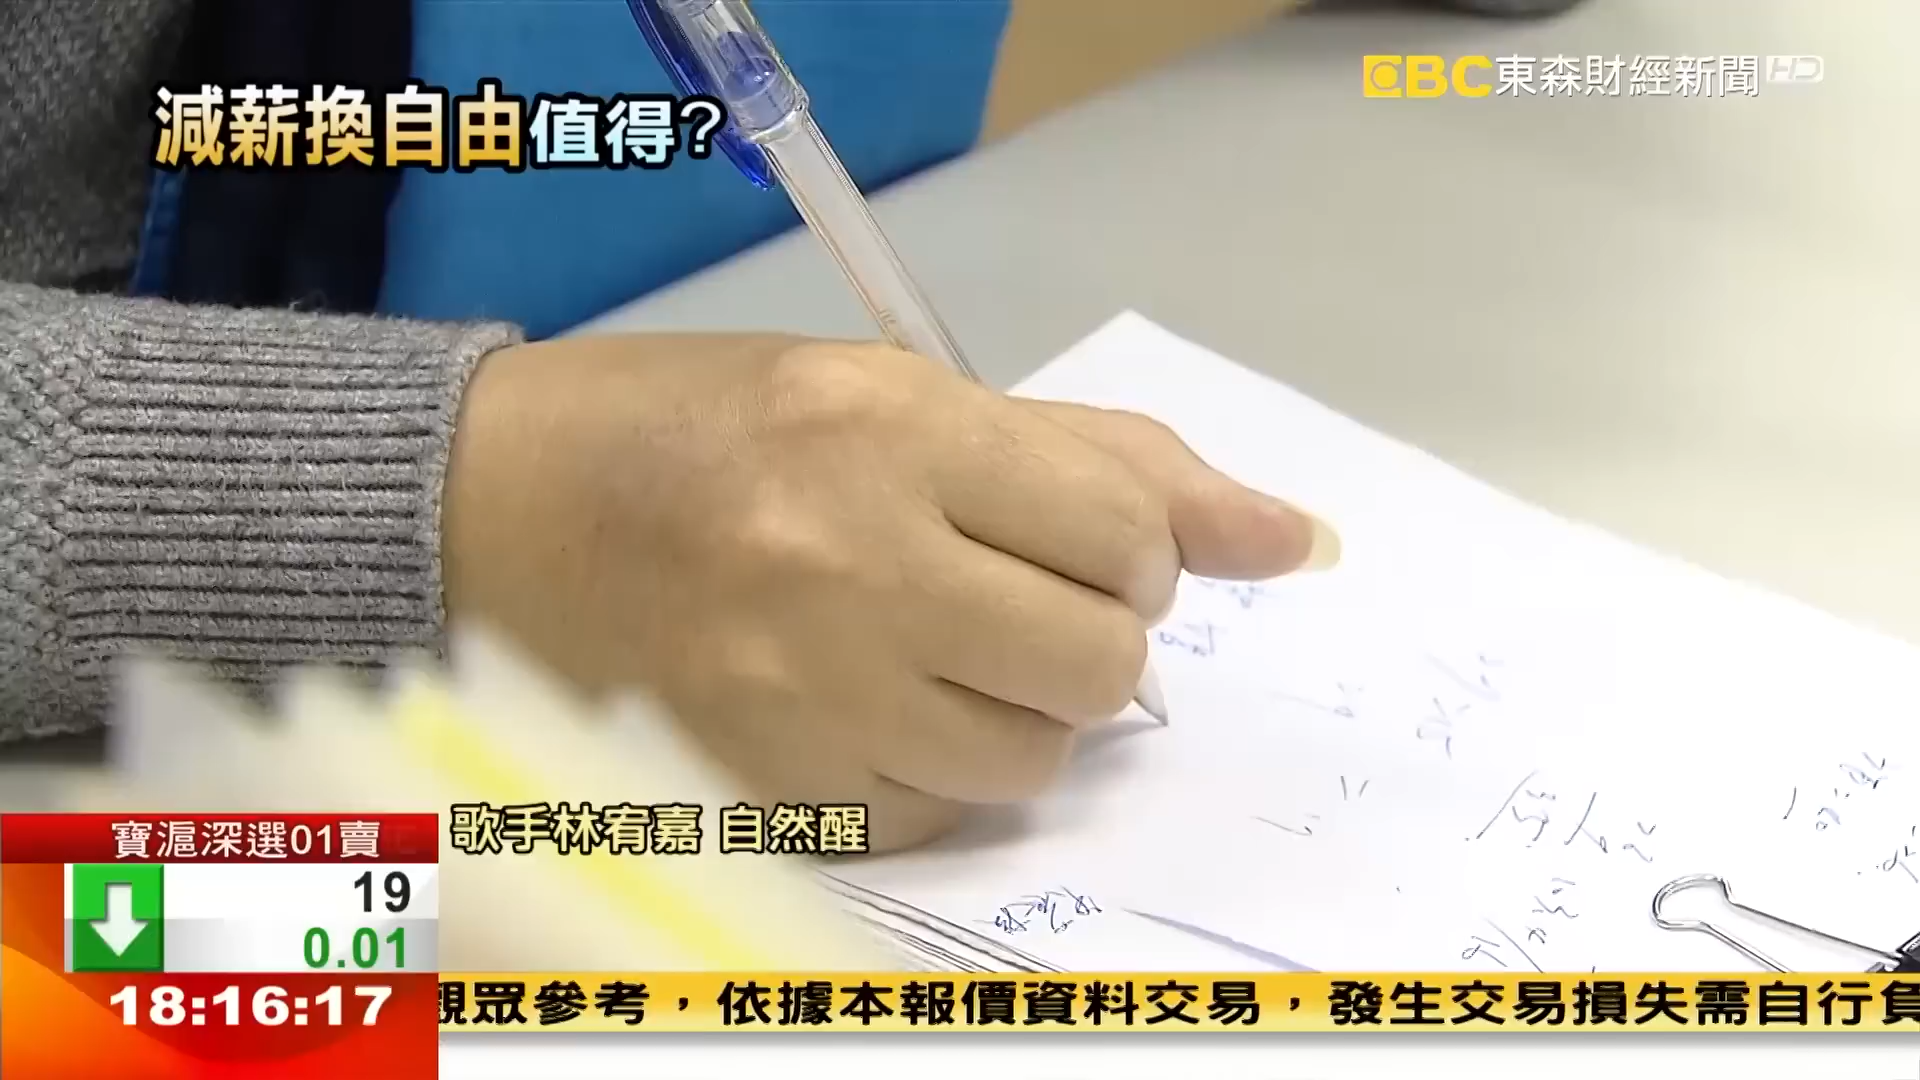 減薪換自由值得?
EBC東森財經新聞HD
歌手林宥嘉 自然醒
寶滬深選01賣
19
0.01
18:16:17
觀眾參考，依據本報價資料交易，發生交易損失需自行負